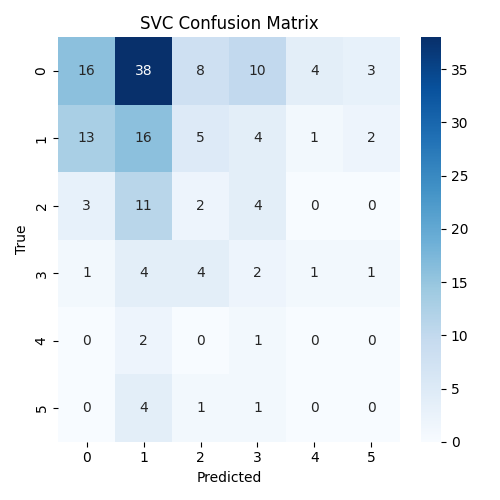 SVC Confusion Matrix
0 16 38 8 10 4 3
1 13 16 5 4 1 2
2 3 11 2 4 0 0
3 1 4 4 2 1 1
4 0 2 0 1 0 0
5 0 4 1 1 0 0
0 1 2 3 4 5
True
Predicted
35
30
25
20
15
10
5
0